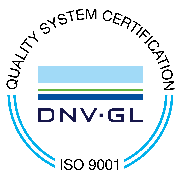 QUALITY SYSTEM CERTIFICATION
DNV·GL
ISO 9001